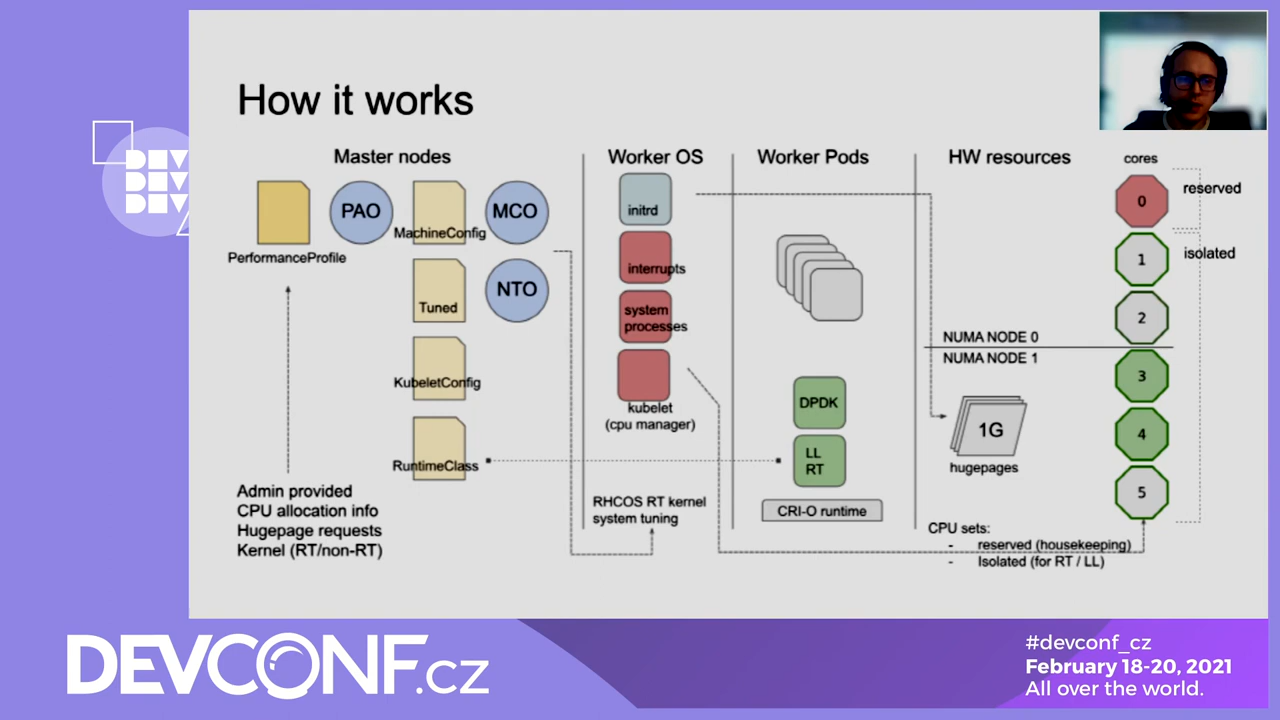 How it works
Master nodes
Worker OS
Worker Pods
HW resources
cores
PerformanceProfile
PAO
MachineConfig
MCO
Tuned
NTO
KubeletConfig
RuntimeClass
Admin provided
CPU allocation info
Hugepage requests
Kernel (RT/non-RT)
initrd
interrupts
system
processes
kubelet
(cpu manager)
RHCOS RT kernel
system tuning
DPDK
LL
RT
CRI-O runtime
NUMA NODE 0
NUMA NODE 1
1G
hugepages
0
1
2
3
4
5
reserved
isolated
CPU sets:
- reserved (housekeeping)
- Isolated (for RT / LL)
DEV
DEV
DEV
DEVCONF.cz
#devconf_cz
February 18-20, 2021
All over the world.